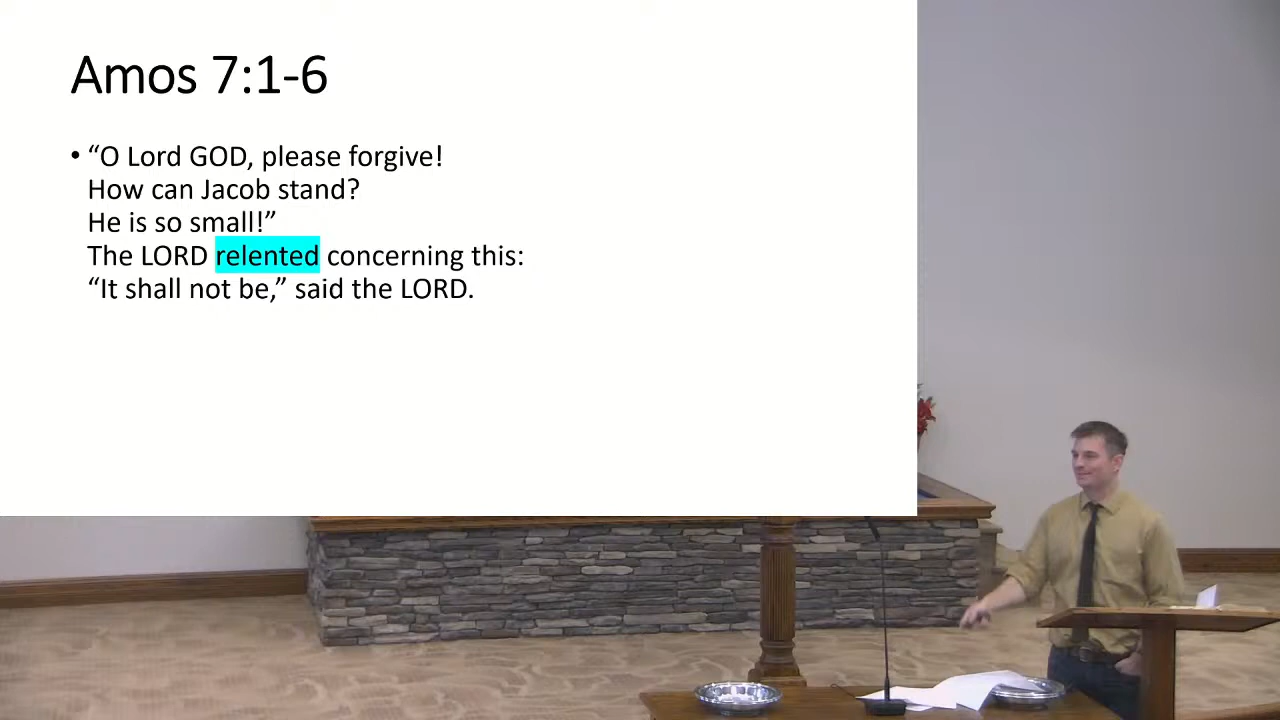 Amos 7:1-6
• “O Lord GOD, please forgive!
How can Jacob stand?
He is so small!”
The LORD relented concerning this:
“It shall not be,” said the LORD.